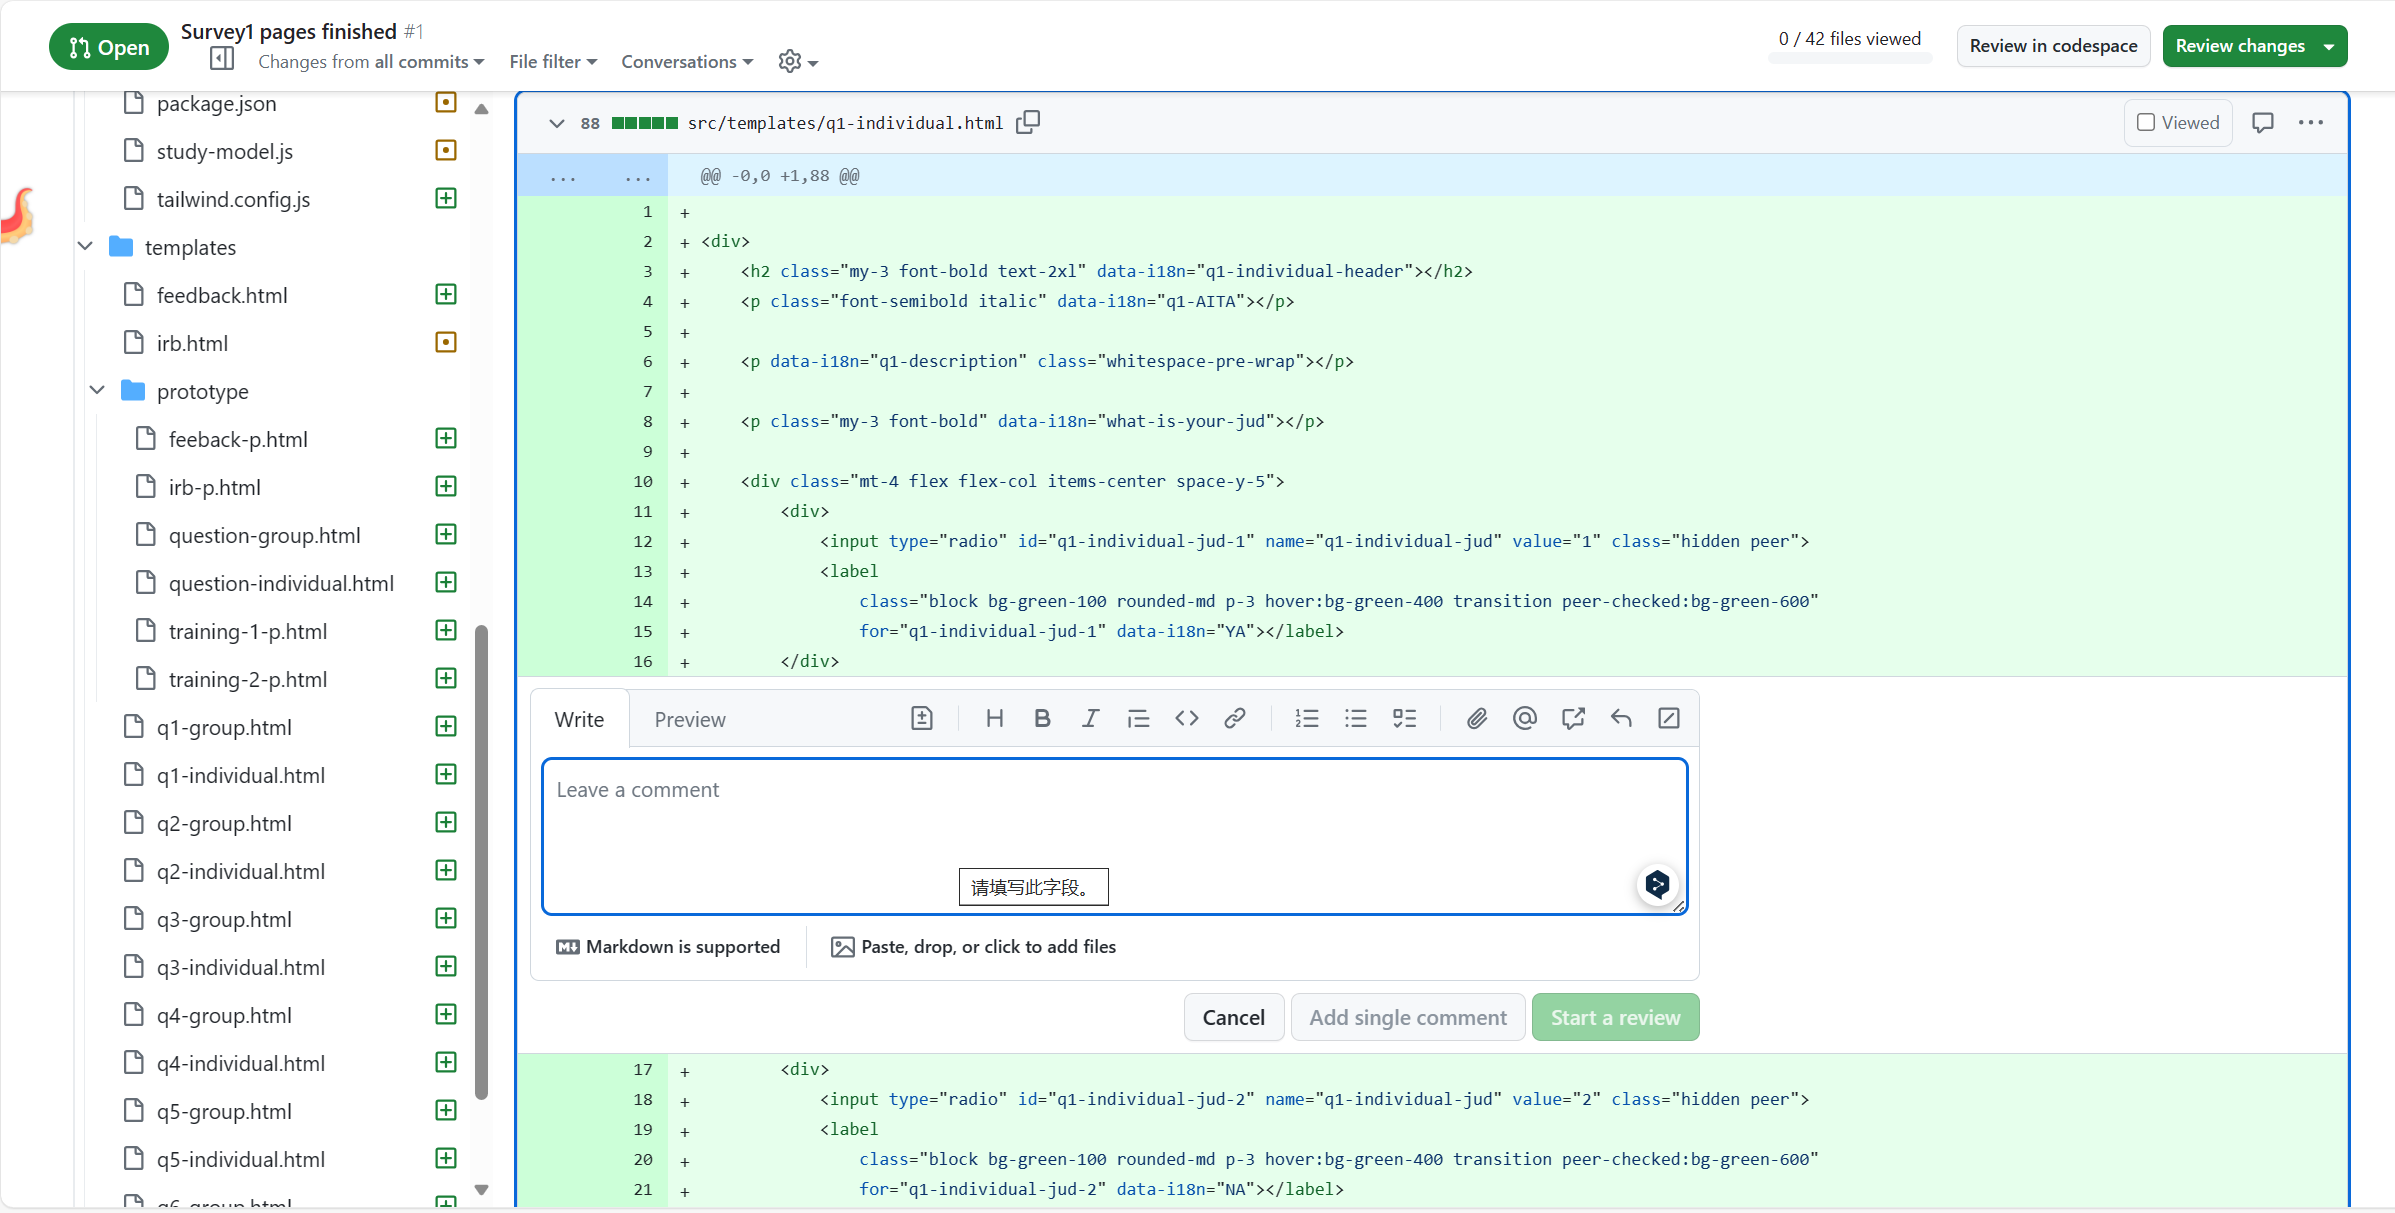 Open
Survey1 pages finished #1
Changes from all commits
File filter
Conversations
0 / 42 files viewed
Review in codespace
Review changes
package.json
study-model.js
tailwind.config.js
templates
feedback.html
irb.html
prototype
feeback-p.html
irb-p.html
question-group.html
question-individual.html
training-1-p.html
training-2-p.html
q1-group.html
q1-individual.html
q2-group.html
q2-individual.html
q3-group.html
q3-individual.html
q4-group.html
q4-individual.html
q5-group.html
q5-individual.html
q6-group.html
88 src/templates/q1-individual.html
Viewed
... ... @@ -0,0 +1,88 @@
1 +
2 + <div>
3 + <h2 class="my-3 font-bold text-2xl" data-i18n="q1-individual-header"></h2>
4 + <p class="font-semibold italic" data-i18n="q1-AITA"></p>
5 +
6 + <p data-i18n="q1-description" class="whitespace-pre-wrap"></p>
7 +
8 + <p class="my-3 font-bold" data-i18n="what-is-your-jud"></p>
9 +
10 + <div class="mt-4 flex flex-col items-center space-y-5">
11 + <div>
12 + <input type="radio" id="q1-individual-jud-1" name="q1-individual-jud" value="1" class="hidden peer">
13 + <label
14 + class="block bg-green-100 rounded-md p-3 hover:bg-green-400 transition peer-checked:bg-green-600"
15 + for="q1-individual-jud-1" data-i18n="YA"></label>
16 + </div>
Write
Preview
Leave a comment
请填写此字段。
Markdown is supported
Paste, drop, or click to add files
Cancel
Add single comment
Start a review
17 + <div>
18 + <input type="radio" id="q1-individual-jud-2" name="q1-individual-jud" value="2" class="hidden peer">
19 + <label
20 + class="block bg-green-100 rounded-md p-3 hover:bg-green-400 transition peer-checked:bg-green-600"
21 + for="q1-individual-jud-2" data-i18n="NA"></label>